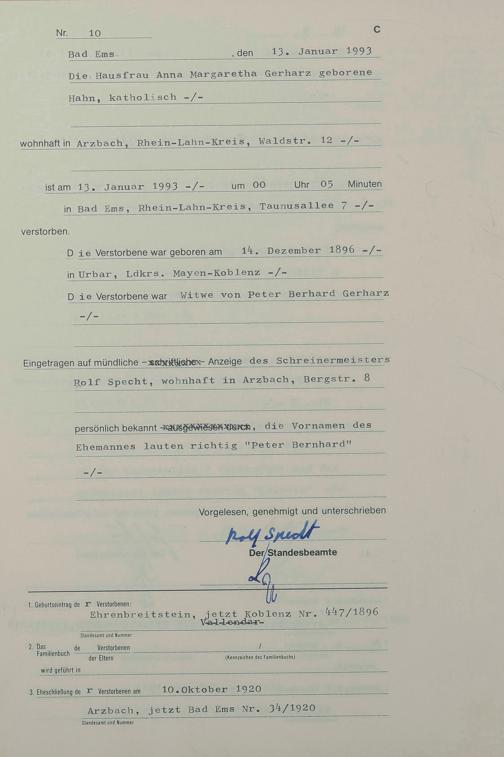 Nr. 10 C
Bad Ems , den 13. Januar 1993
Die Hausfrau Anna Margaretha Gerharz geborene
Hahn, katholisch -/-
wohnhaft in Arzbach, Rhein-Lahn-Kreis, Waldstr. 12 -/-
ist am 13. Januar 1993 -/- um 00 Uhr 05 Minuten
in Bad Ems, Rhein-Lahn-Kreis, Taunusallee 7 -/-
verstorben.
D ie Verstorbene war geboren am 14. Dezember 1896 -/-
in Urbar, Ldkrs. Mayen-Koblenz -/-
D ie Verstorbene war Witwe von Peter Berhard Gerharz
-/-
Eingetragen auf mündliche - schriftliche - Anzeige des Schreinermeisters
Rolf Specht, wohnhaft in Arzbach, Bergstr. 8
persönlich bekannt - ausgewiesen durch, die Vornamen des
Ehemannes lauten richtig "Peter Bernhard"
-/-
Vorgelesen, genehmigt und unterschrieben
Rolf Specht
Der Standesbeamte
1. Geburtseintrag de r Verstorbenen:
Ehrenbreitstein, jetzt Koblenz Nr. 447/1896
Vallendar
Standesamt und Nummer
2. Das Familienbuch de Verstorbenen /
der Eltern (Kennzeichen des Familienbuchs)
wird geführt in
3. Eheschließung de r Verstorbenen am 10.Oktober 1920
Arzbach, jetzt Bad Ems Nr. 34/1920
Standesamt und Nummer